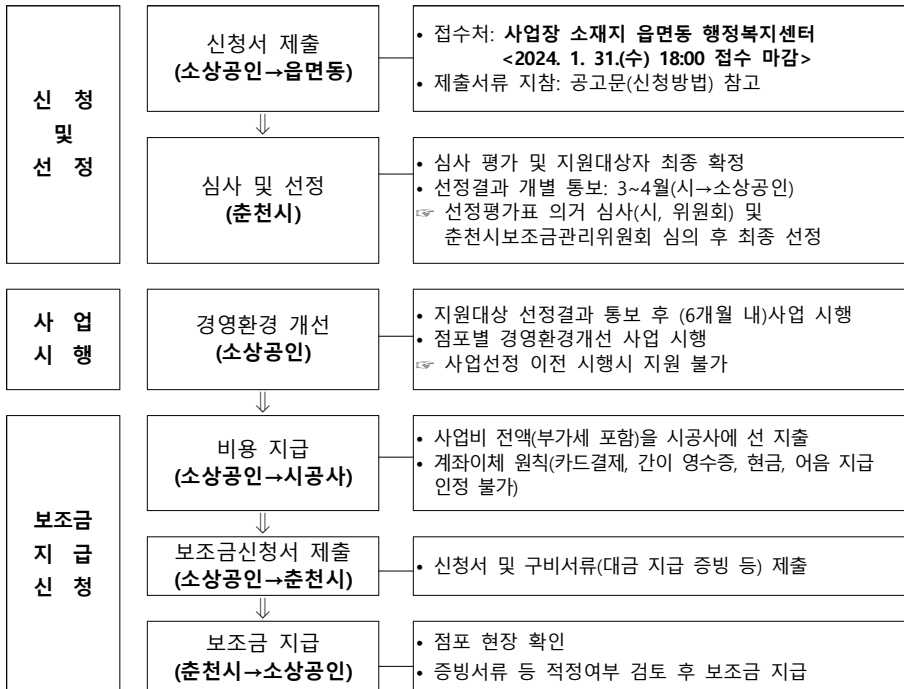 신 청
및
선 정
신청서 제출
(소상공인→읍면동)
• 접수처: 사업장 소재지 읍면동 행정복지센터
<2024. 1. 31.(수) 18:00 접수 마감>
• 제출서류 지참: 공고문(신청방법) 참고
⇓
심사 및 선정
(춘천시)
• 심사 평가 및 지원대상자 최종 확정
• 선정결과 개별 통보: 3~4월(시→소상공인)
☞ 선정평가표 의거 심사(시, 위원회) 및
춘천시보조금관리위원회 심의 후 최종 선정
사 업
시 행
경영환경 개선
(소상공인)
• 지원대상 선정결과 통보 후 (6개월 내)사업 시행
• 점포별 경영환경개선 사업 시행
☞ 사업선정 이전 시행시 지원 불가
⇓
보조금
지 급
신 청
비용 지급
(소상공인→시공사)
• 사업비 전액(부가세 포함)을 시공사에 선 지출
• 계좌이체 원칙(카드결제, 간이 영수증, 현금, 어음 지급
인정 불가)
⇓
보조금신청서 제출
(소상공인→춘천시)
• 신청서 및 구비서류(대금 지급 증빙 등) 제출
⇓
보조금 지급
(춘천시→소상공인)
• 점포 현장 확인
• 증빙서류 등 적정여부 검토 후 보조금 지급